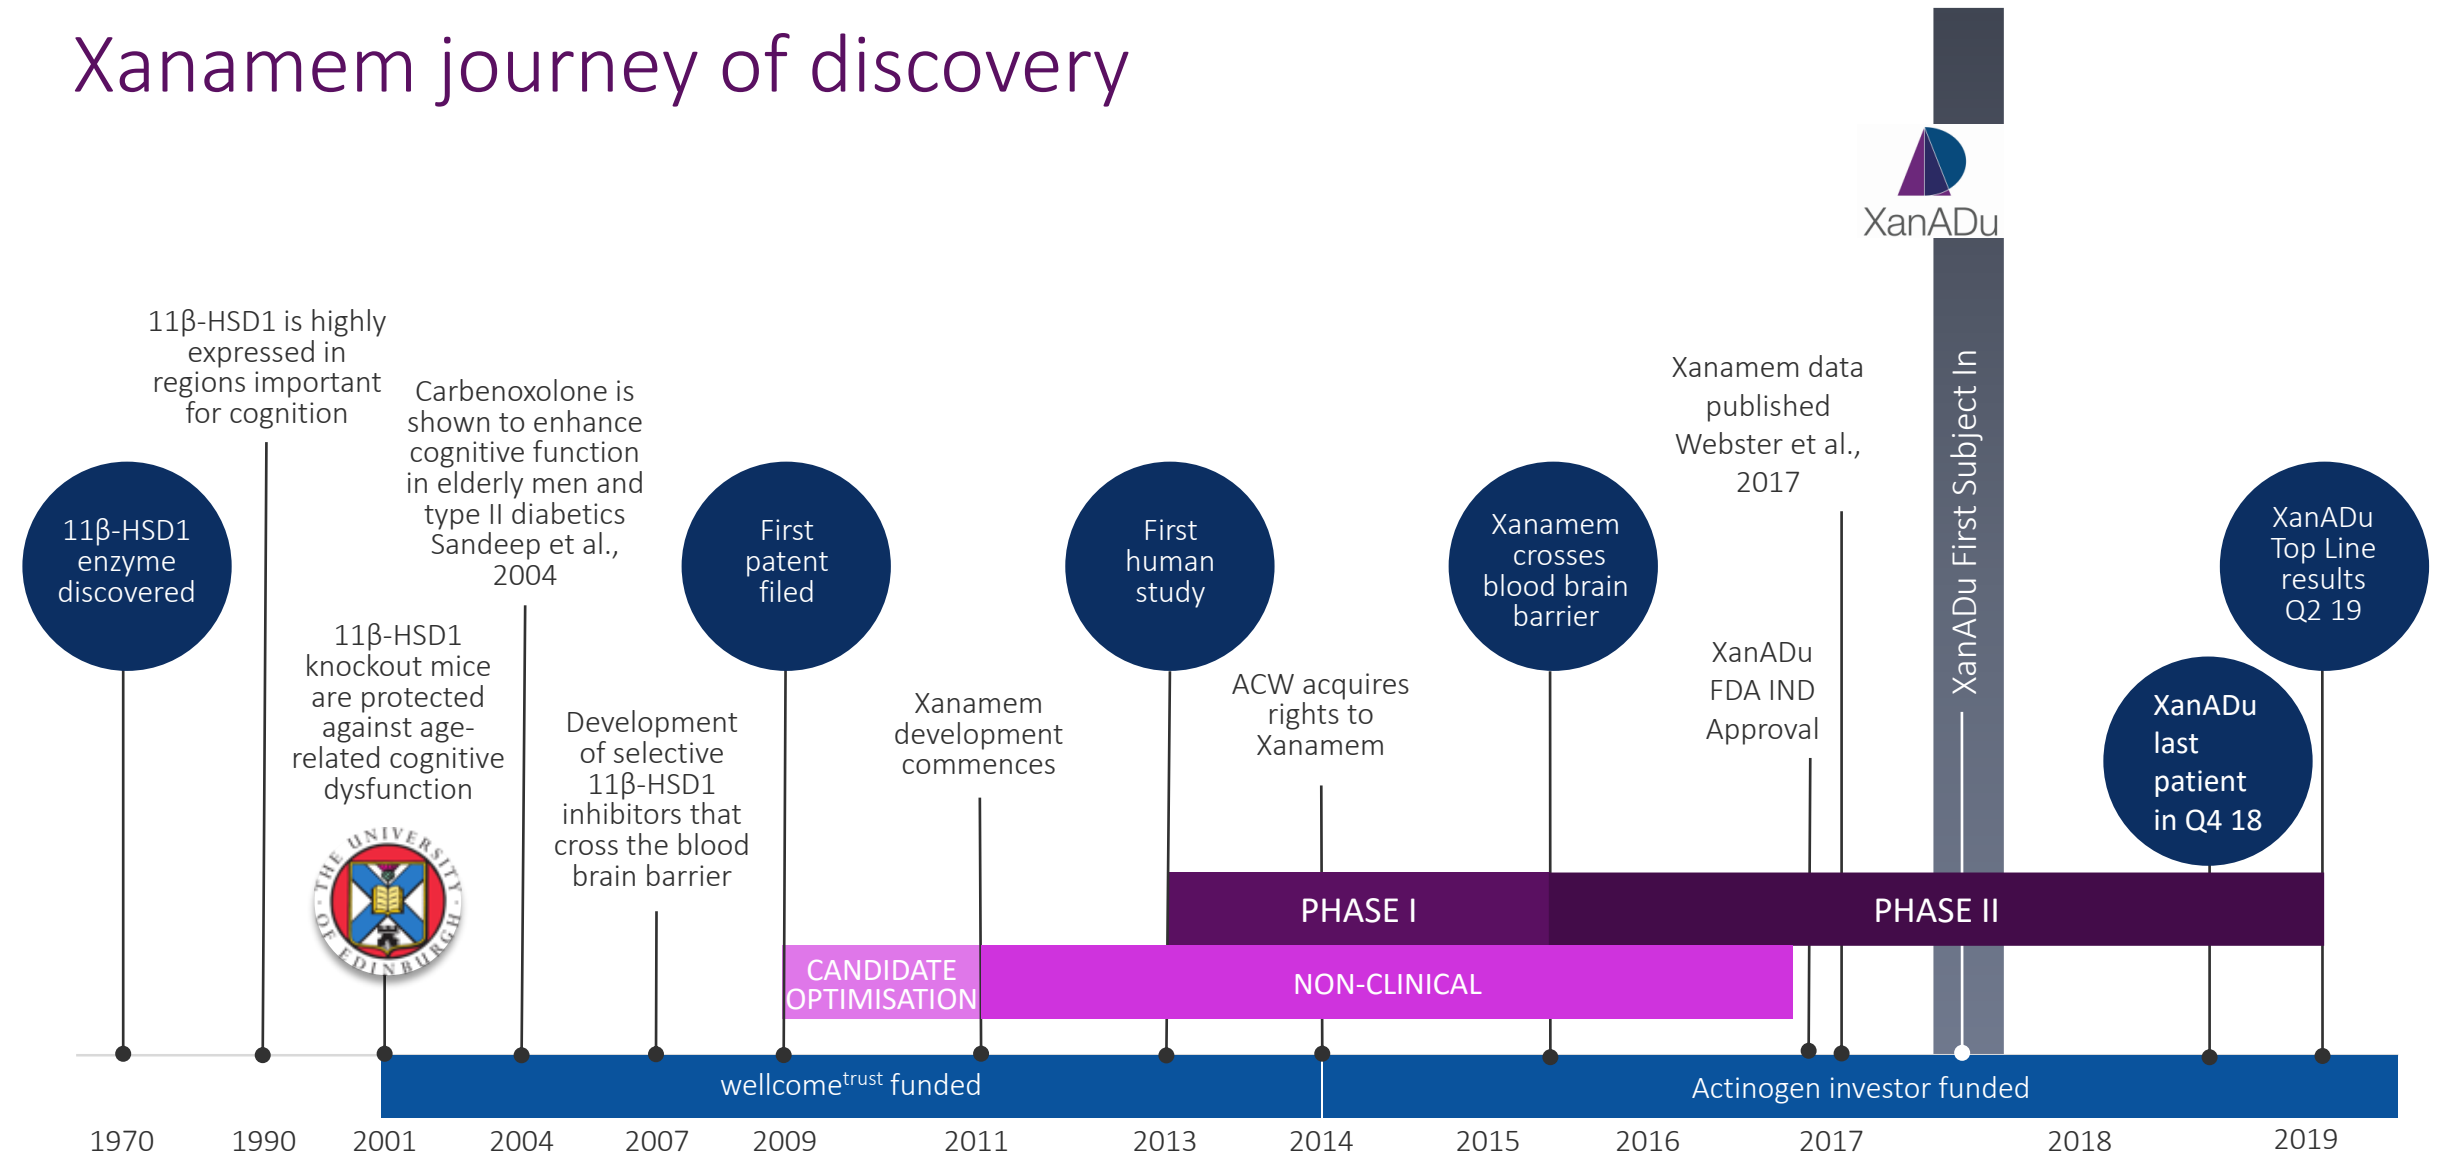 Xanamem journey of discovery
XanADu
11β-HSD1 is highly
expressed in
regions important
for cognition
Carbenoxolone is
shown to enhance
cognitive function
in elderly men and
type II diabetics
Sandeep et al.,
2004
Xanamem data
published
Webster et al.,
2017
XanADu First Subject In
11β-HSD1
enzyme
discovered
First
patent
filed
First
human
study
Xanamem
crosses
blood brain
barrier
XanADu
Top Line
results
Q2 19
11β-HSD1
knockout mice
are protected
against age-
related cognitive
dysfunction
THE UNIVERSITY
OF EDINBURGH
Development
of selective
11β-HSD1
inhibitors that
cross the blood
brain barrier
Xanamem
development
commences
ACW acquires
rights to
Xanamem
XanADu
FDA IND
Approval
XanADu
last
patient
in Q4 18
PHASE I
PHASE II
CANDIDATE
OPTIMISATION
NON-CLINICAL
wellcometrust funded
Actinogen investor funded
1970 1990 2001 2004 2007 2009 2011 2013 2014 2015 2016 2017 2018 2019